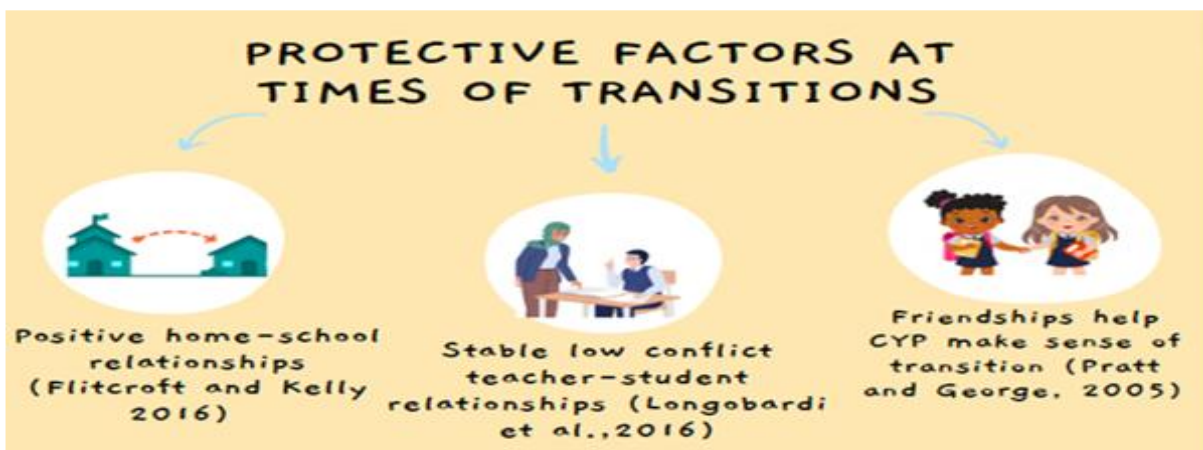 PROTECTIVE FACTORS AT
TIMES OF TRANSITIONS
Positive home-school
relationships
(Flitcroft and Kelly
2016)
Stable low conflict
teacher-student
relationships (Longobardi
et al.,2016)
Friendships help
CYP make sense of
transition (Pratt
and George, 2005)